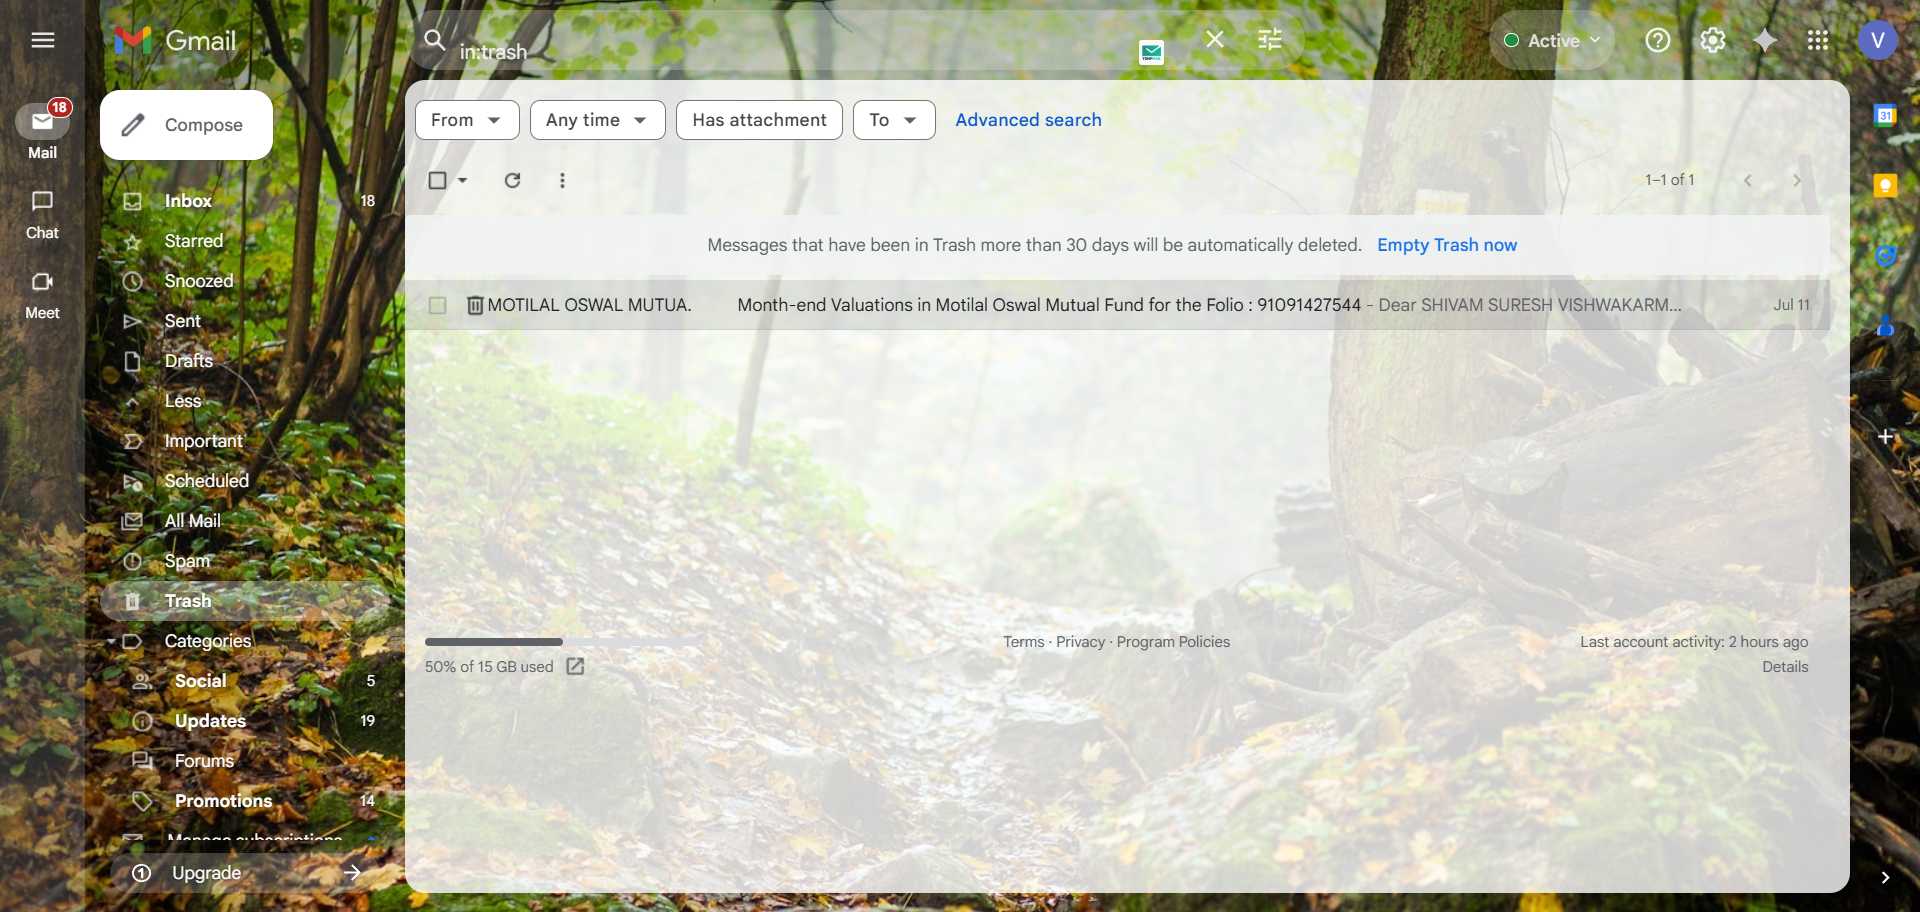 Gmail
in:trash
Active
V
18
Mail
Chat
Meet
Compose
Inbox 18
Starred
Snoozed
Sent
Drafts
Less
Important
Scheduled
All Mail
Spam
Trash
Categories
Social 5
Updates 19
Forums
Promotions 14
Manage subscriptions
Upgrade
From
Any time
Has attachment
To
Advanced search
1–1 of 1
Messages that have been in Trash more than 30 days will be automatically deleted. Empty Trash now
MOTILAL OSWAL MUTUA. Month-end Valuations in Motilal Oswal Mutual Fund for the Folio : 91091427544 - Dear SHIVAM SURESH VISHWAKARM... Jul 11
50% of 15 GB used
Terms · Privacy · Program Policies
Last account activity: 2 hours ago
Details
31